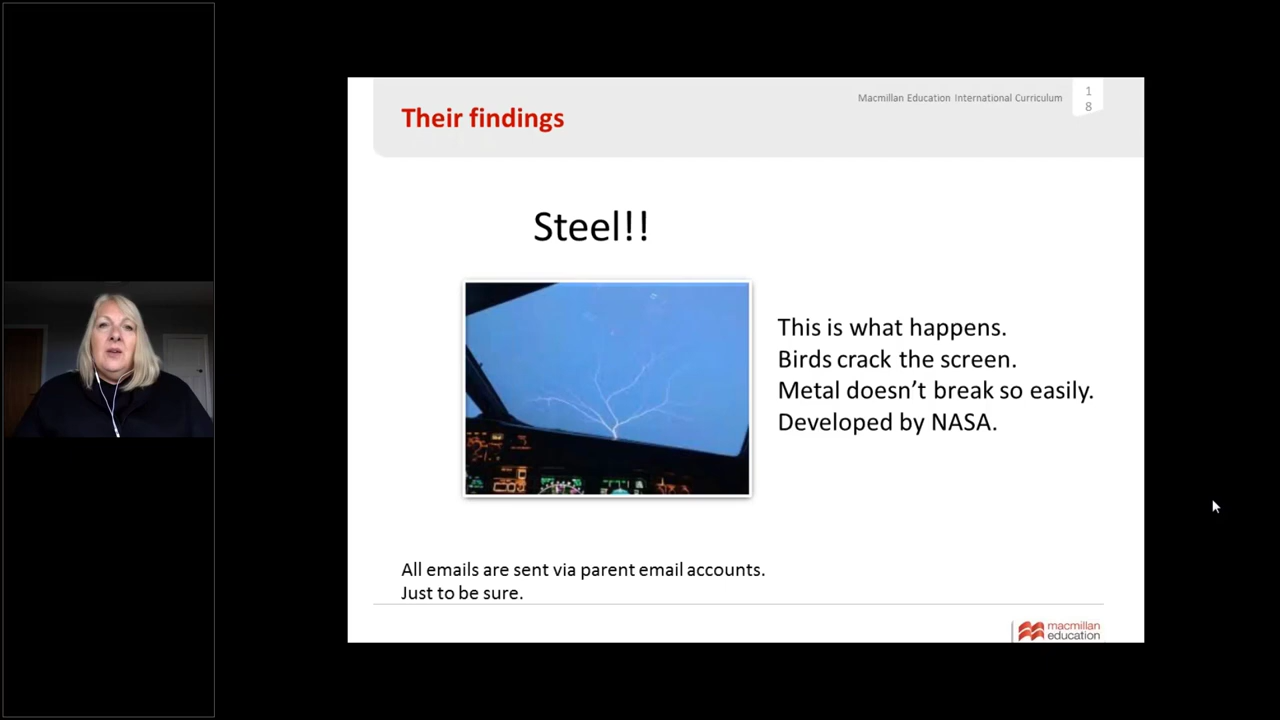 Macmillan Education International Curriculum
1
8
Their findings
Steel!!
This is what happens.
Birds crack the screen.
Metal doesn’t break so easily.
Developed by NASA.
All emails are sent via parent email accounts.
Just to be sure.
macmillan
education